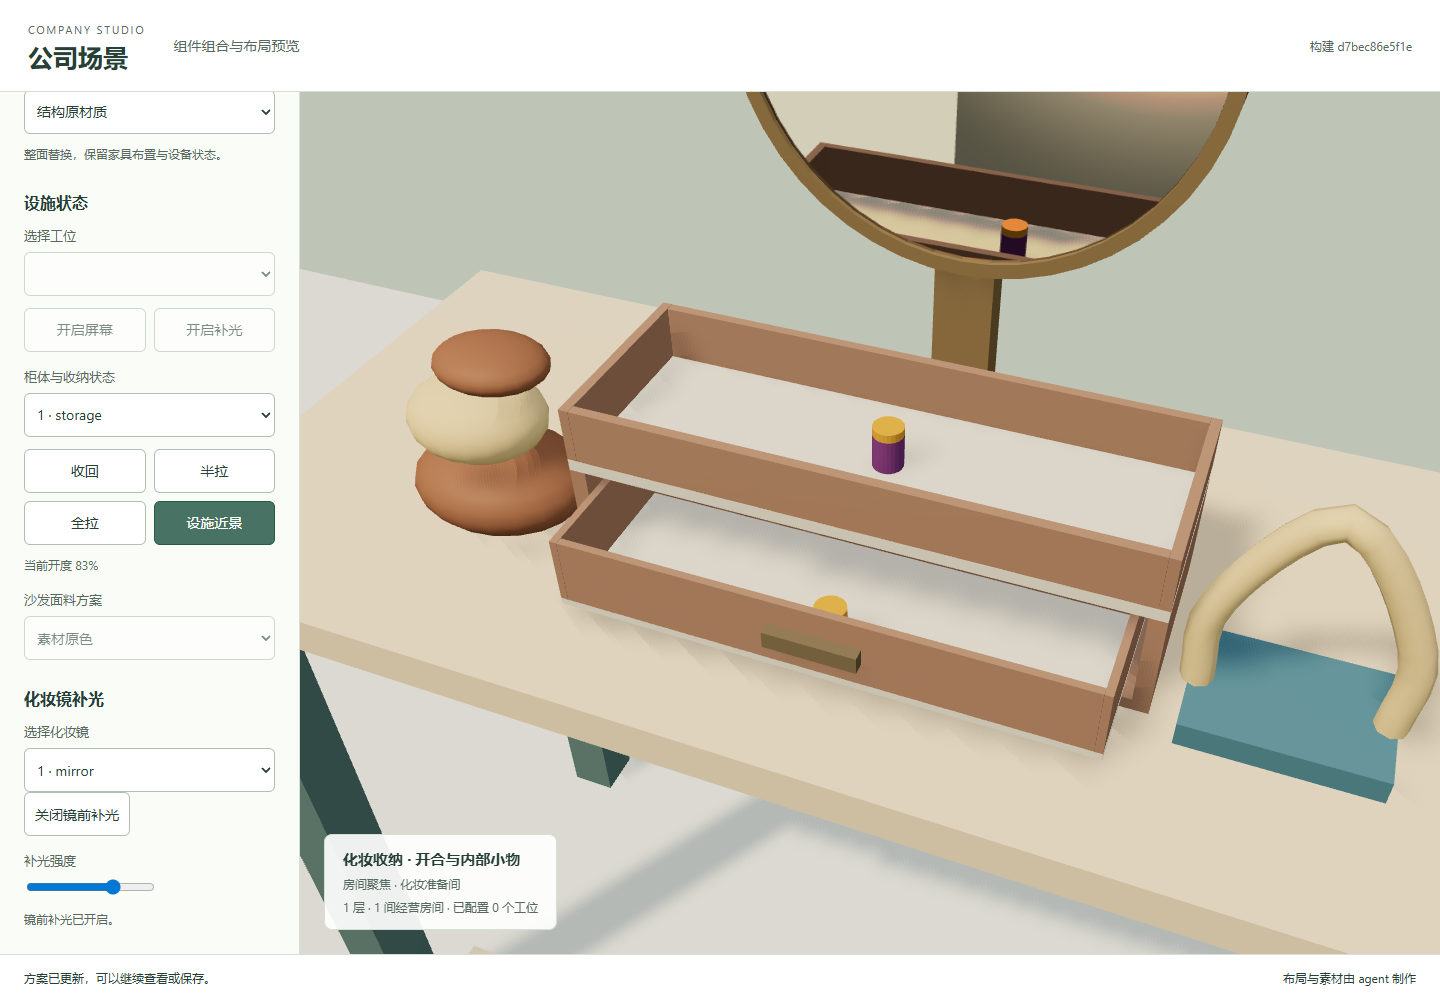 COMPANY STUDIO
公司场景
组件组合与布局预览
构建 d7bec86e5f1e
结构原材质
整面替换，保留家具布置与设备状态。
设施状态
选择工位
开启屏幕
开启补光
柜体与收纳状态
1 · storage
收回
半拉
全拉
设施近景
当前开度 83%
沙发面料方案
素材原色
化妆镜补光
选择化妆镜
1 · mirror
关闭镜前补光
补光强度
镜前补光已开启。
化妆收纳 · 开合与内部小物
房间聚焦 · 化妆准备间
1 层 · 1 间经营房间 · 已配置 0 个工位
方案已更新，可以继续查看或保存。
布局与素材由 agent 制作